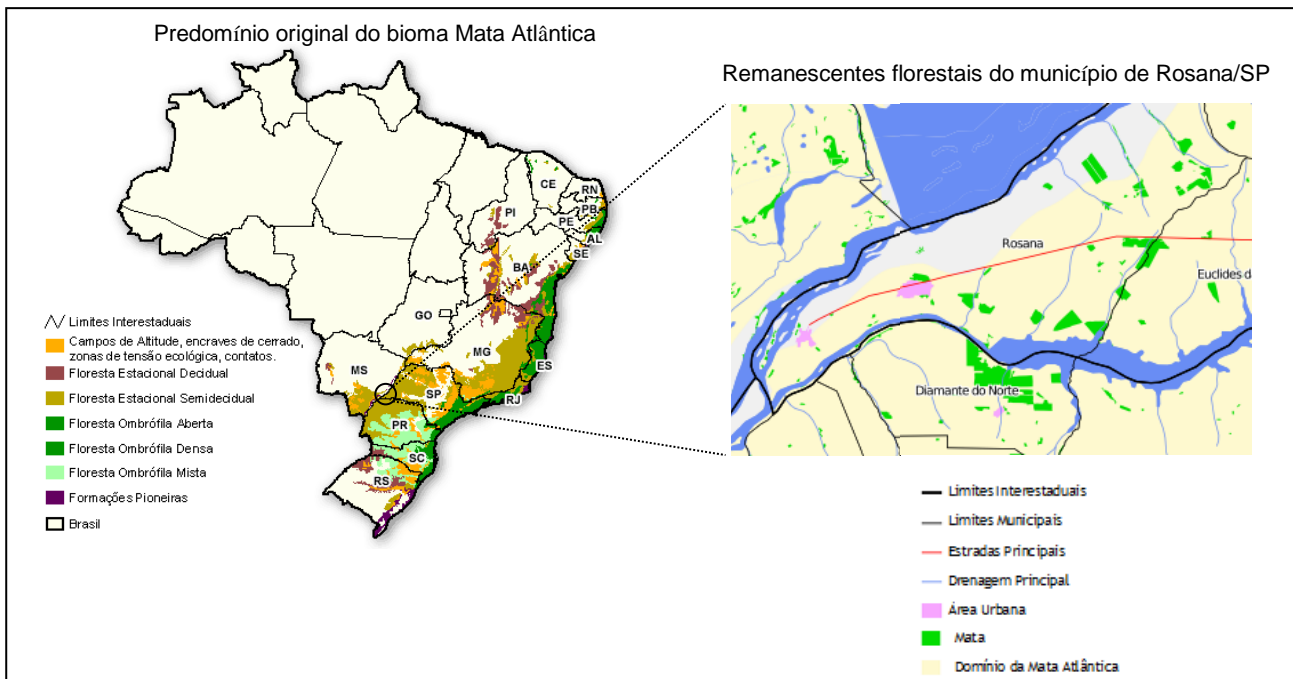 Predomínio original do bioma Mata Atlântica
Remanescentes florestais do município de Rosana/SP
CE
RN
PB
PE
AL
SE
PI
BA
GO
MG
ES
MS
SP
RJ
PR
SC
RS
Limites Interestaduais
Campos de Altitude, encraves de cerrado,
zonas de tensão ecológica, contatos.
Floresta Estacional Decidual
Floresta Estacional Semidecidual
Floresta Ombrófila Aberta
Floresta Ombrófila Densa
Floresta Ombrófila Mista
Formações Pioneiras
Brasil
Rosana
Euclides d
Diamante do Norte
Limites Interestaduais
Limites Municipais
Estradas Principais
Drenagem Principal
Área Urbana
Mata
Domínio da Mata Atlântica